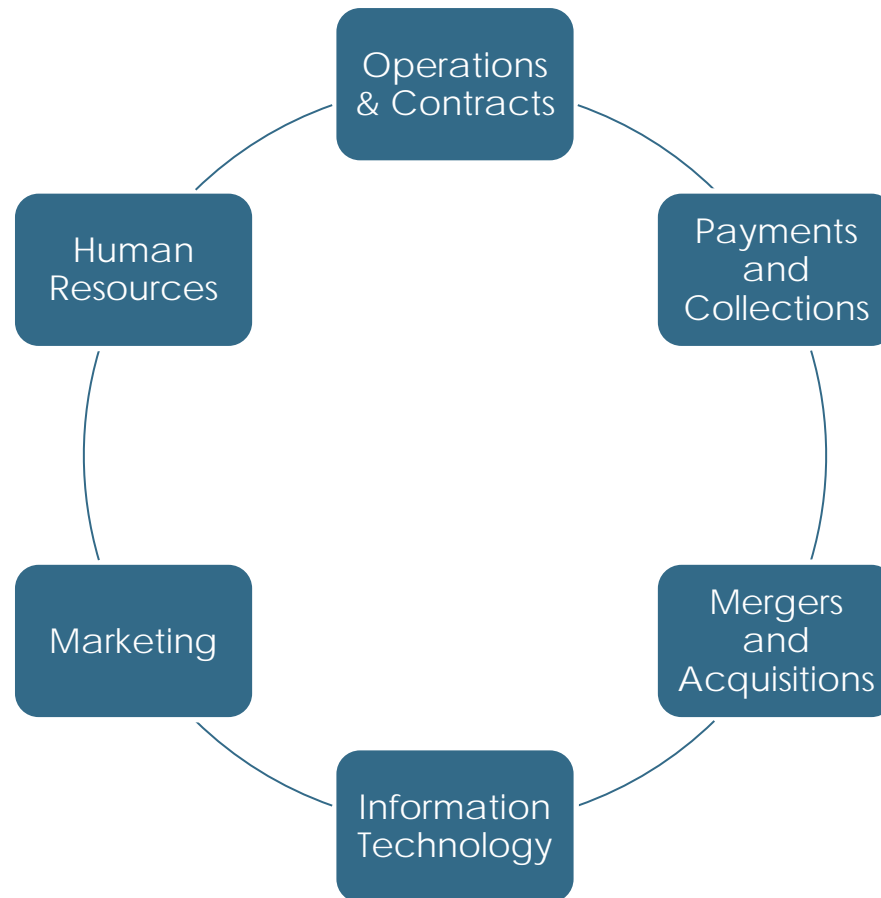 Operations
& Contracts
Payments
and
Collections
Mergers
and
Acquisitions
Information
Technology
Marketing
Human
Resources